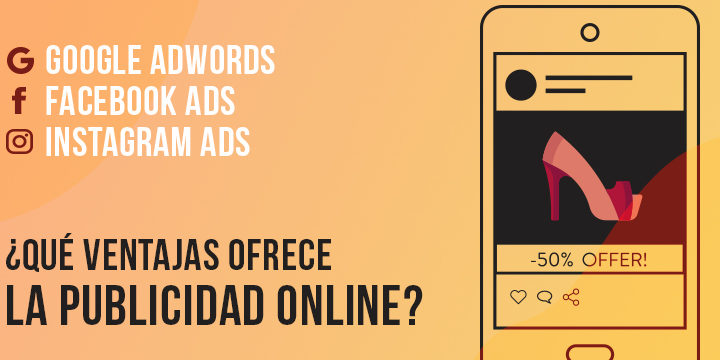 GOOGLE ADWORDS
FACEBOOK ADS
INSTAGRAM ADS
¿QUÉ VENTAJAS OFRECE
LA PUBLICIDAD ONLINE?
-50% OFFER!